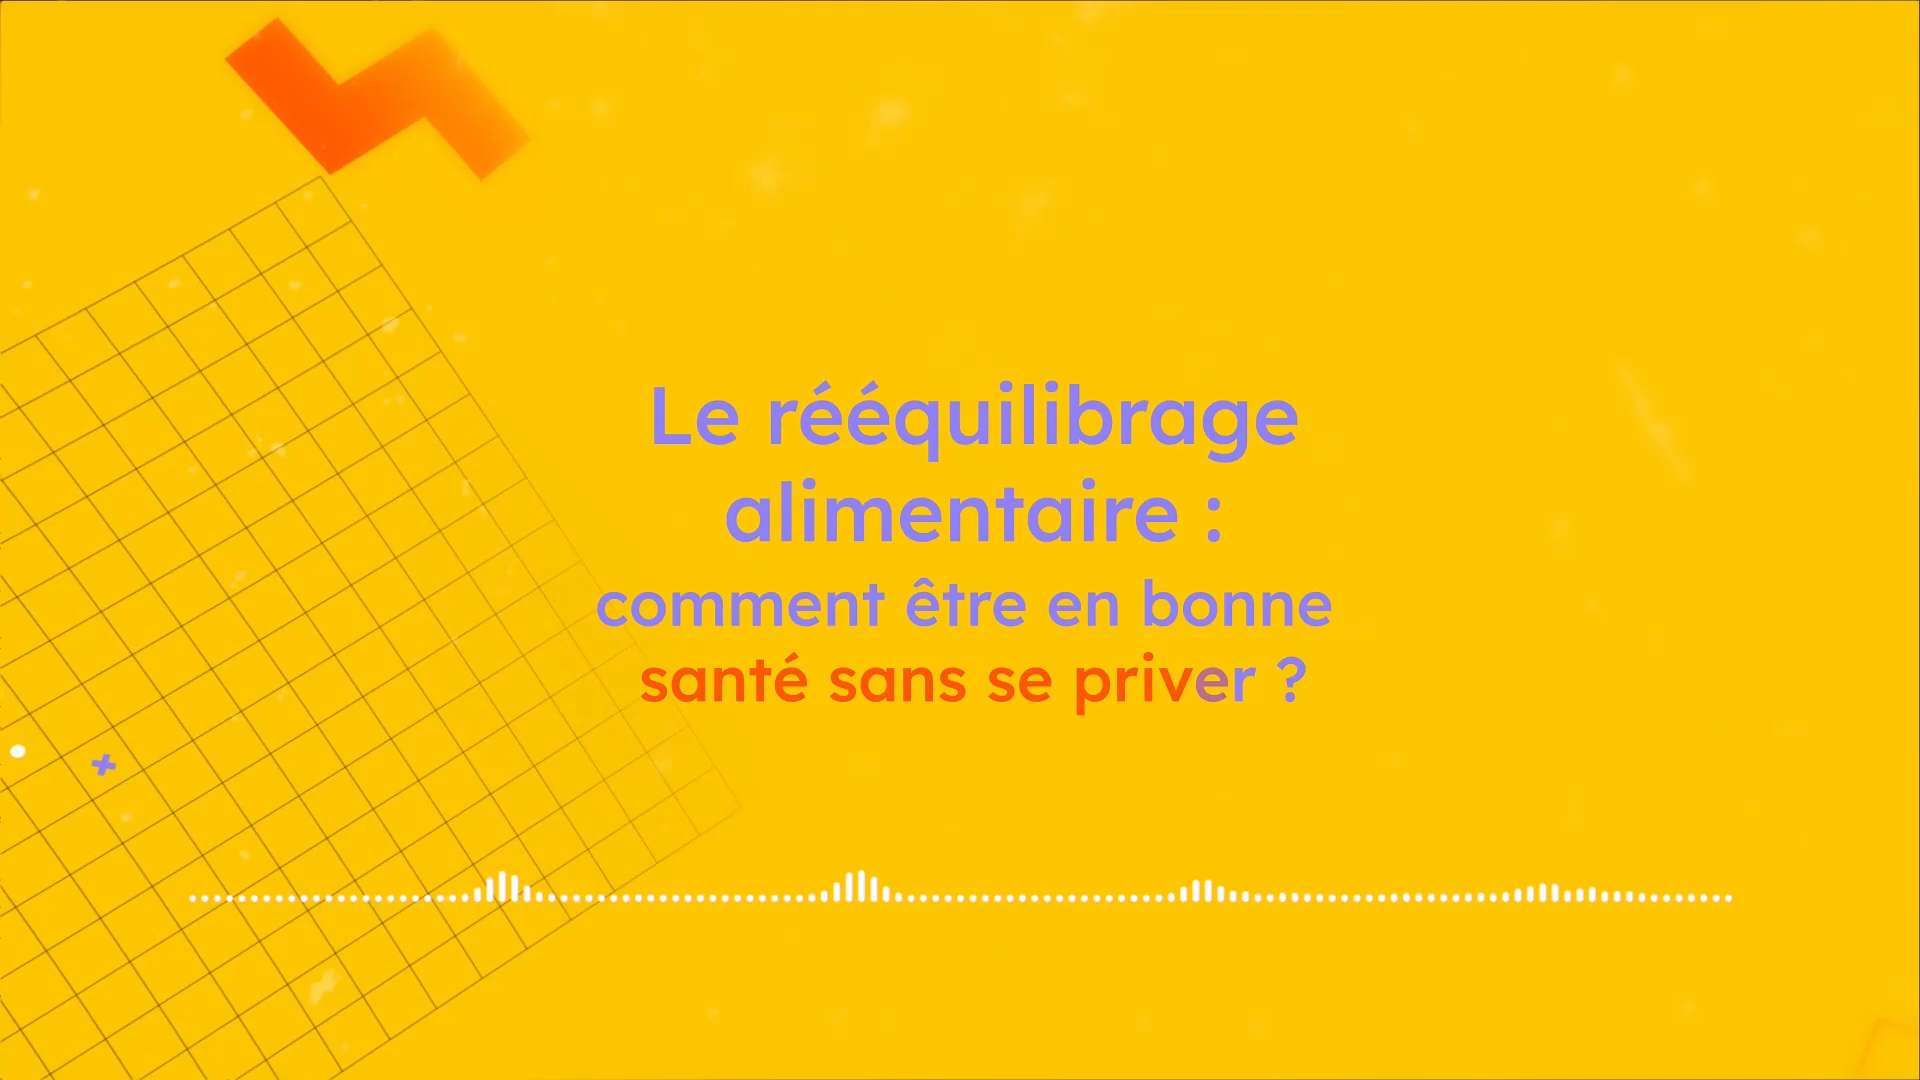 Le rééquilibrage
alimentaire :
comment être en bonne
santé sans se priver ?